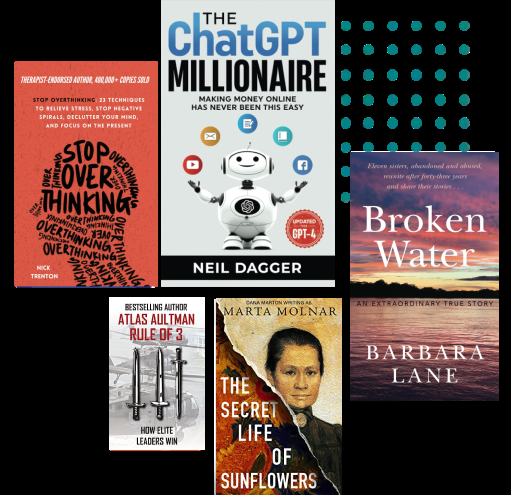 THERAPIST-ENDORSED AUTHOR, 400,000+ COPIES SOLD
STOP OVERTHINKING: 23 TECHNIQUES
TO RELIEVE STRESS, STOP NEGATIVE
SPIRALS, DECLUTTER YOUR MIND,
AND FOCUS ON THE PRESENT
STOP
OVER
THINKING
OVERTHINKING
OVERTHINKING
OVERTHINKING
NICK
TRENTON
THE
ChatGPT
MILLIONAIRE
MAKING MONEY ONLINE
HAS NEVER BEEN THIS EASY
UPDATED
GPT-4
NEIL DAGGER
Eleven sisters, abandoned and abused,
reunite after forty-three years
and share their stories . . .
Broken
Water
AN EXTRAORDINARY TRUE STORY
BARBARA
LANE
BESTSELLING AUTHOR
ATLAS AULTMAN
RULE OF 3
HOW ELITE
LEADERS WIN
DANA MARTON WRITING AS
MARTA MOLNAR
THE
SECRET
LIFE
OF
SUNFLOWERS